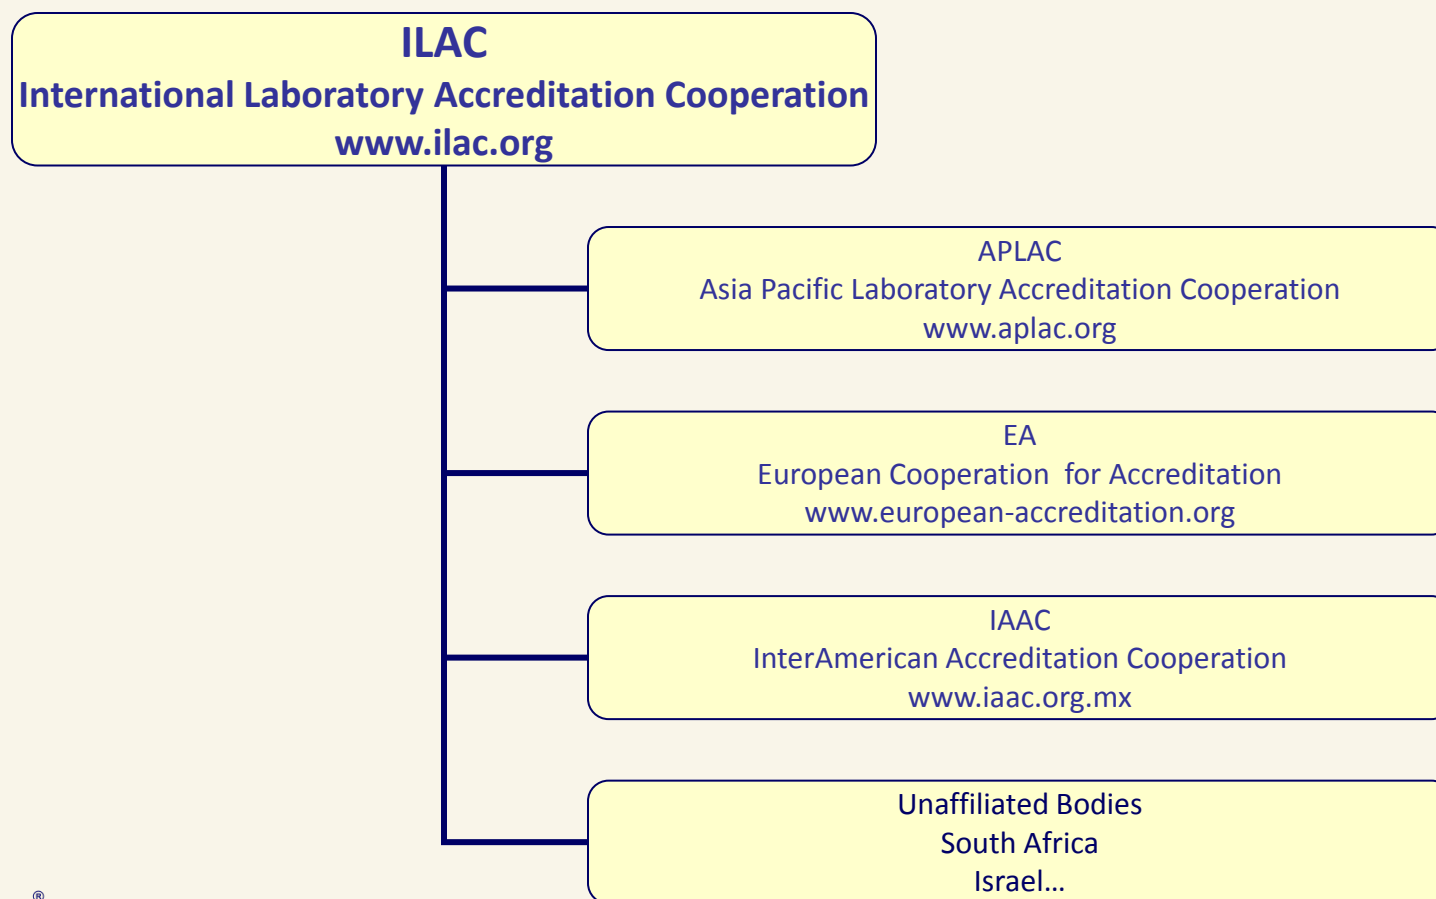 ILAC
International Laboratory Accreditation Cooperation
www.ilac.org
APLAC
Asia Pacific Laboratory Accreditation Cooperation
www.aplac.org
EA
European Cooperation  for Accreditation
www.european-accreditation.org
IAAC
InterAmerican Accreditation Cooperation
www.iaac.org.mx
Unaffiliated Bodies
South Africa
Israel...
®